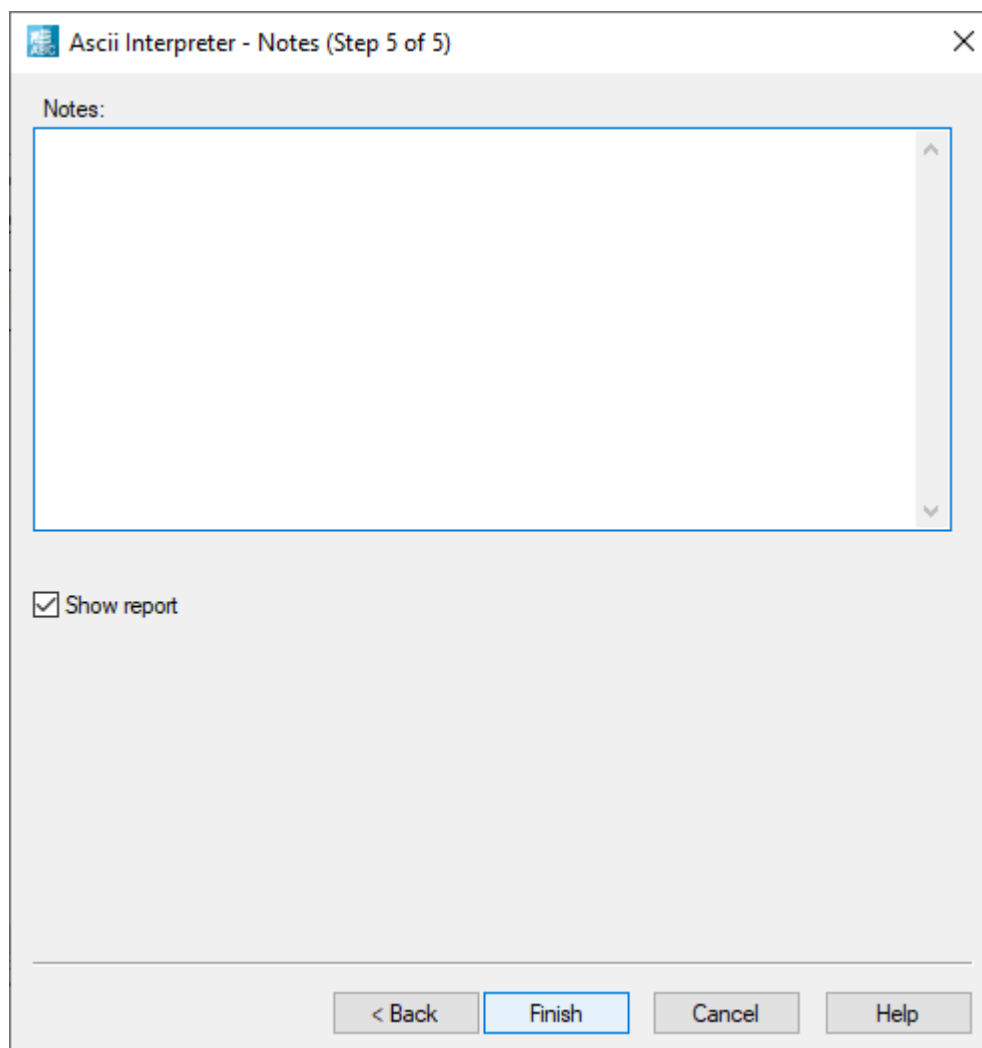 Ascii Interpreter - Notes (Step 5 of 5)
Notes:
Show report
< Back
Finish
Cancel
Help